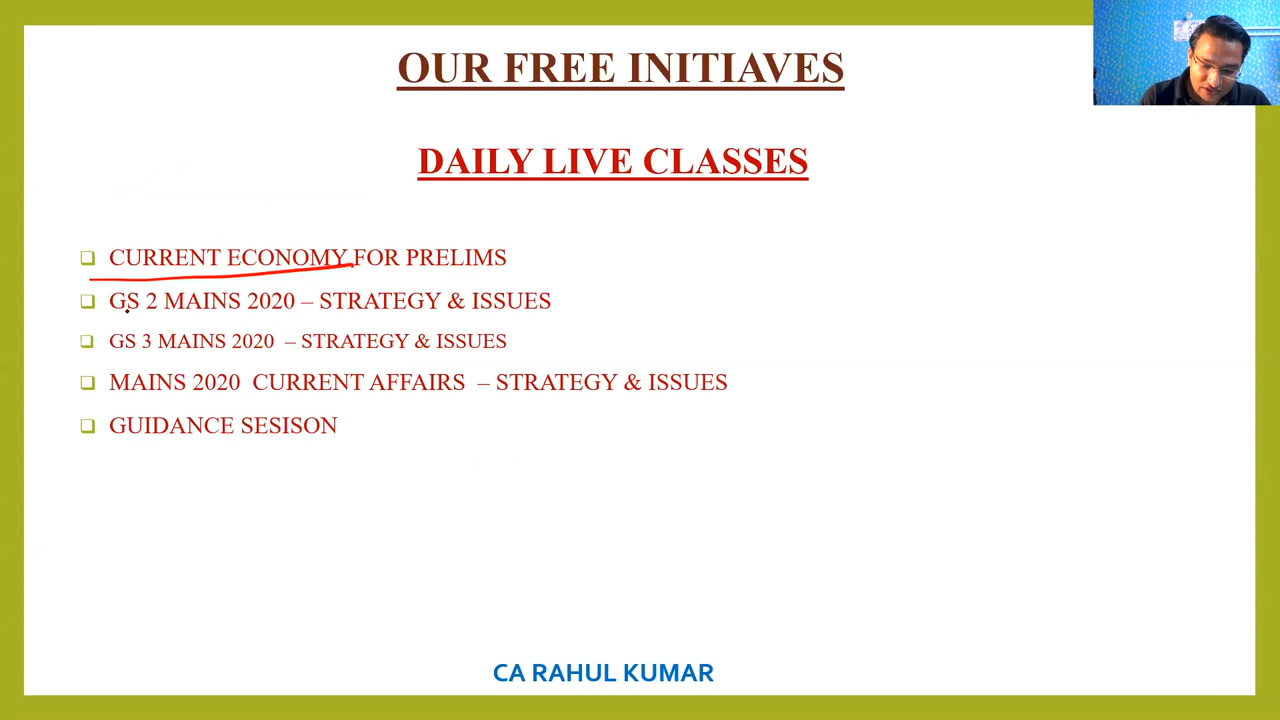 OUR FREE INITIAVES
DAILY LIVE CLASSES
CURRENT ECONOMY FOR PRELIMS
GS 2 MAINS 2020 – STRATEGY & ISSUES
GS 3 MAINS 2020 – STRATEGY & ISSUES
MAINS 2020 CURRENT AFFAIRS – STRATEGY & ISSUES
GUIDANCE SESISON
CA RAHUL KUMAR